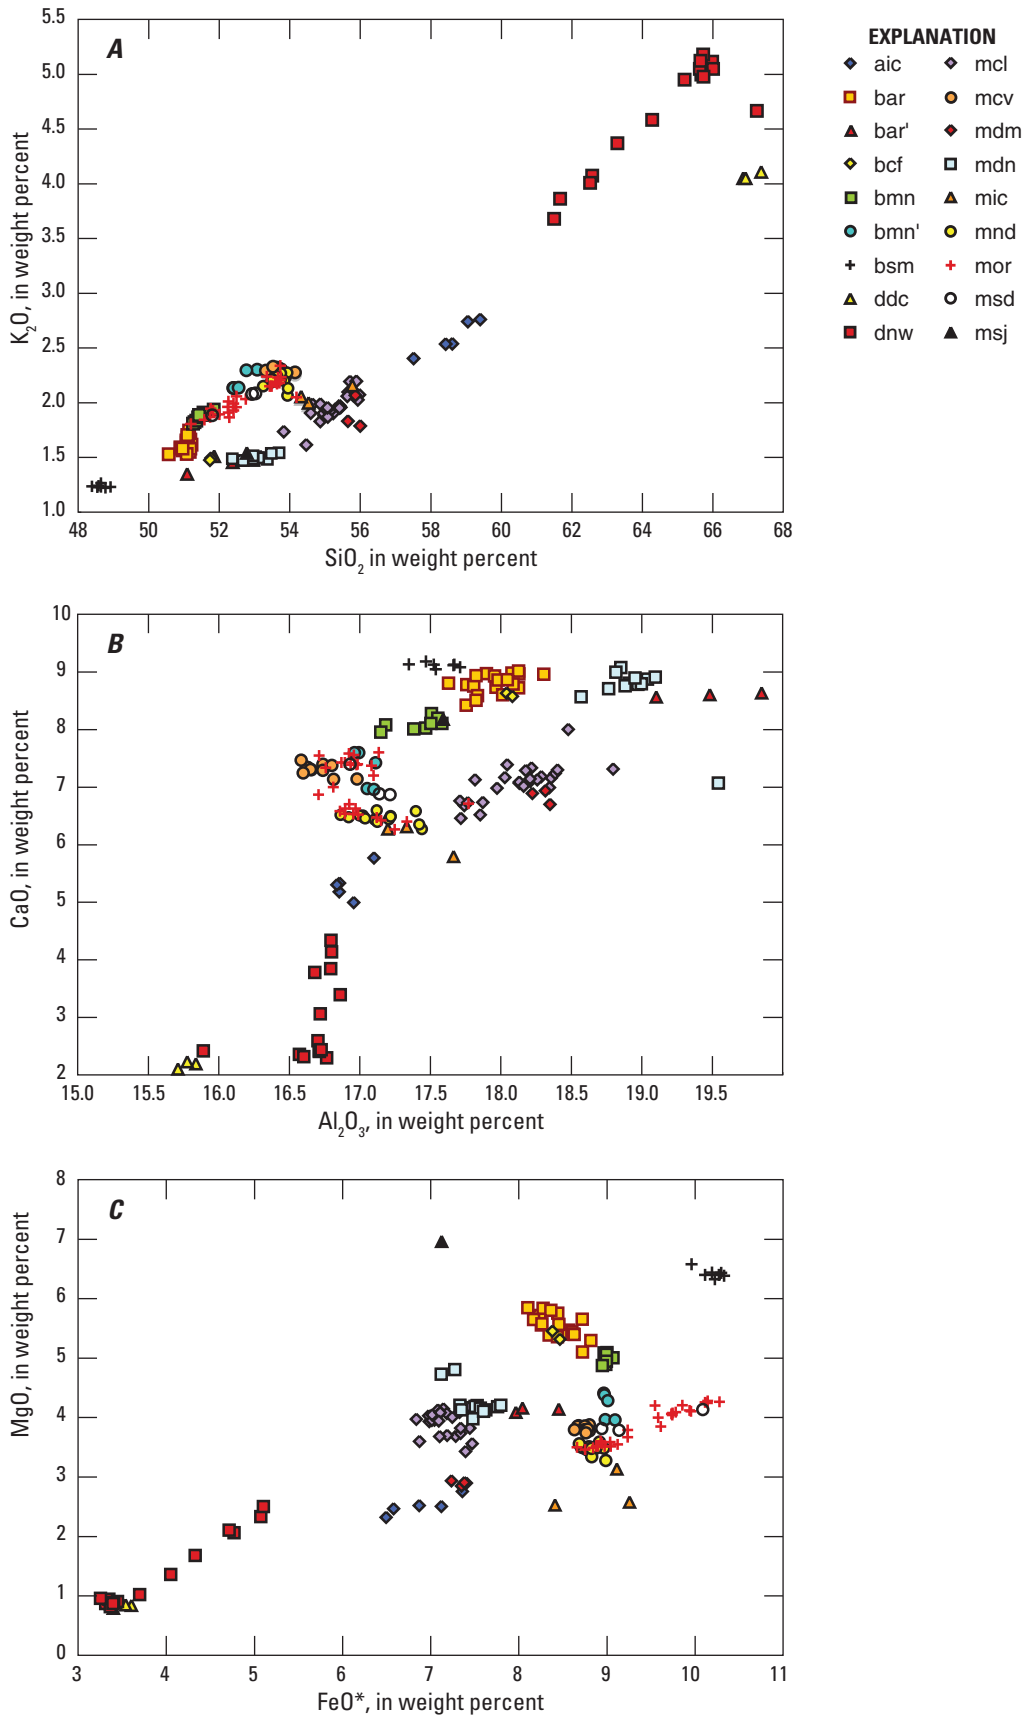 A
5.5
5.0
4.5
4.0
3.5
3.0
2.5
2.0
1.5
1.0
K2O, in weight percent
48 50 52 54 56 58 60 62 64 66 68
SiO2 in weight percent
EXPLANATION
aic mcl
bar mcv
bar' mdm
bcf mdn
bmn mic
bmn' mnd
bsm mor
ddc msd
dnw msj
B
10
9
8
7
6
5
4
3
2
CaO, in weight percent
15.0 15.5 16.0 16.5 17.0 17.5 18.0 18.5 19.0 19.5
Al2O3, in weight percent
C
8
7
6
5
4
3
2
1
0
MgO, in weight percent
3 4 5 6 7 8 9 10 11
FeO*, in weight percent